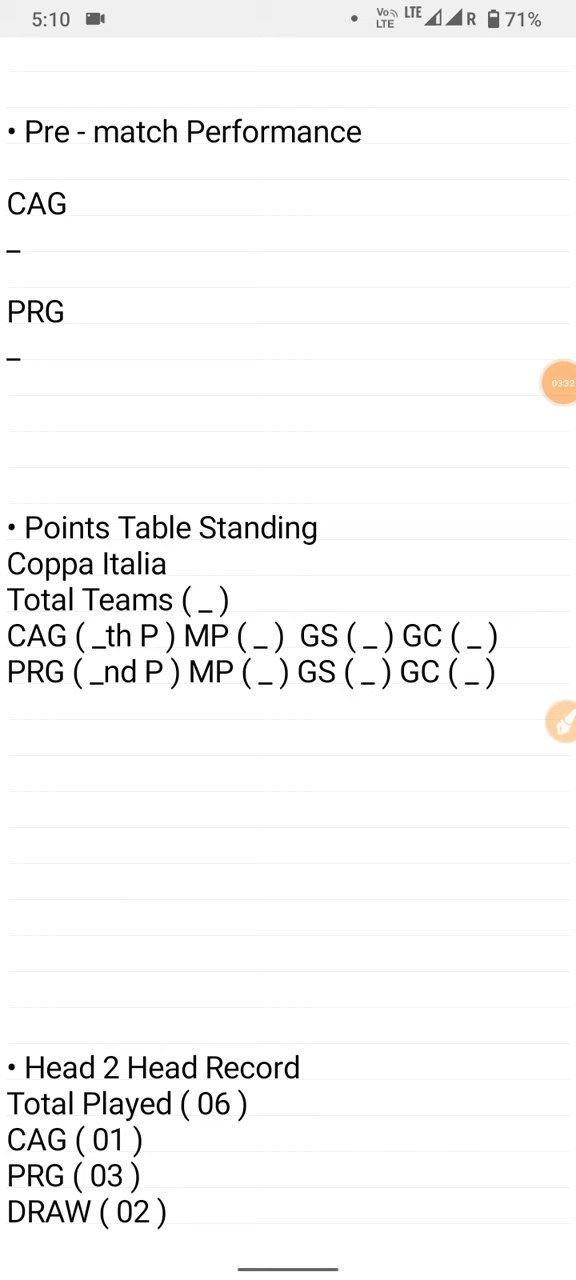 5:10
Vo LTE LTE R 71%
• Pre - match Performance
CAG
_
PRG
_
03:32
• Points Table Standing
Coppa Italia
Total Teams ( _ )
CAG ( _th P ) MP ( _ )  GS ( _ ) GC ( _ )
PRG ( _nd P ) MP ( _ ) GS ( _ ) GC ( _ )
• Head 2 Head Record
Total Played ( 06 )
CAG ( 01 )
PRG ( 03 )
DRAW ( 02 )